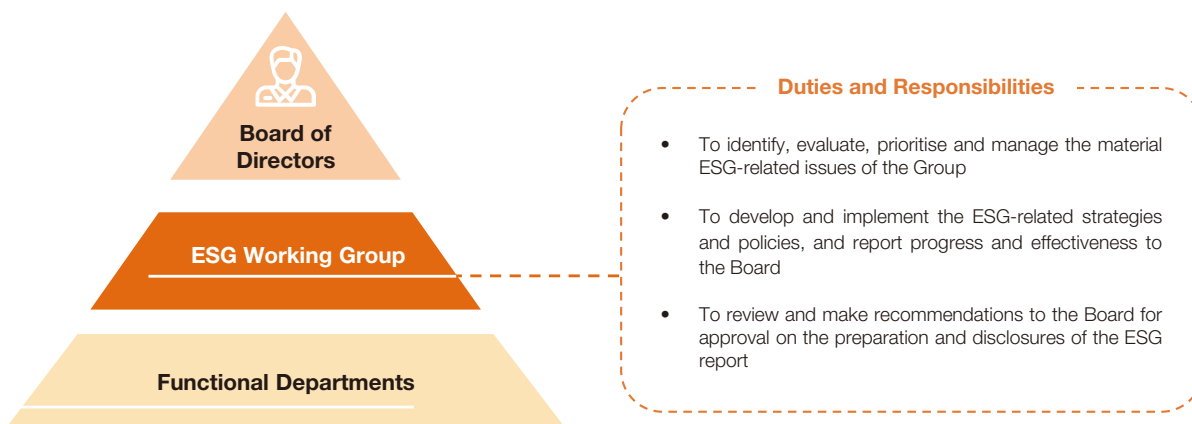 Board of
Directors
ESG Working Group
Functional Departments
Duties and Responsibilities
• To identify, evaluate, prioritise and manage the material
ESG-related issues of the Group
• To develop and implement the ESG-related strategies
and policies, and report progress and effectiveness to
the Board
• To review and make recommendations to the Board for
approval on the preparation and disclosures of the ESG
report